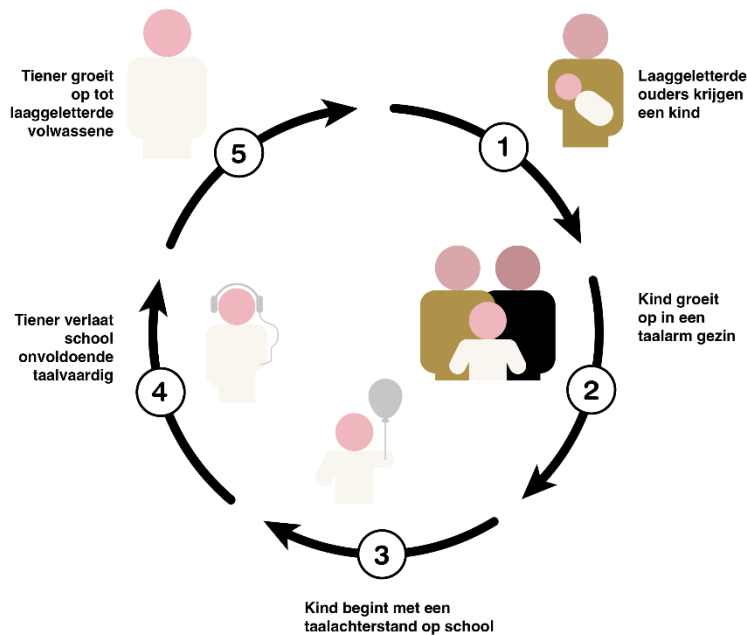 1
Laaggeletterde
ouders krijgen
een kind
2
Kind groeit
op in een
taalarm gezin
3
Kind begint met een
taalachterstand op school
4
Tiener verlaat
school
onvoldoende
taalvaardig
5
Tiener groeit
op tot
laaggeletterde
volwassene